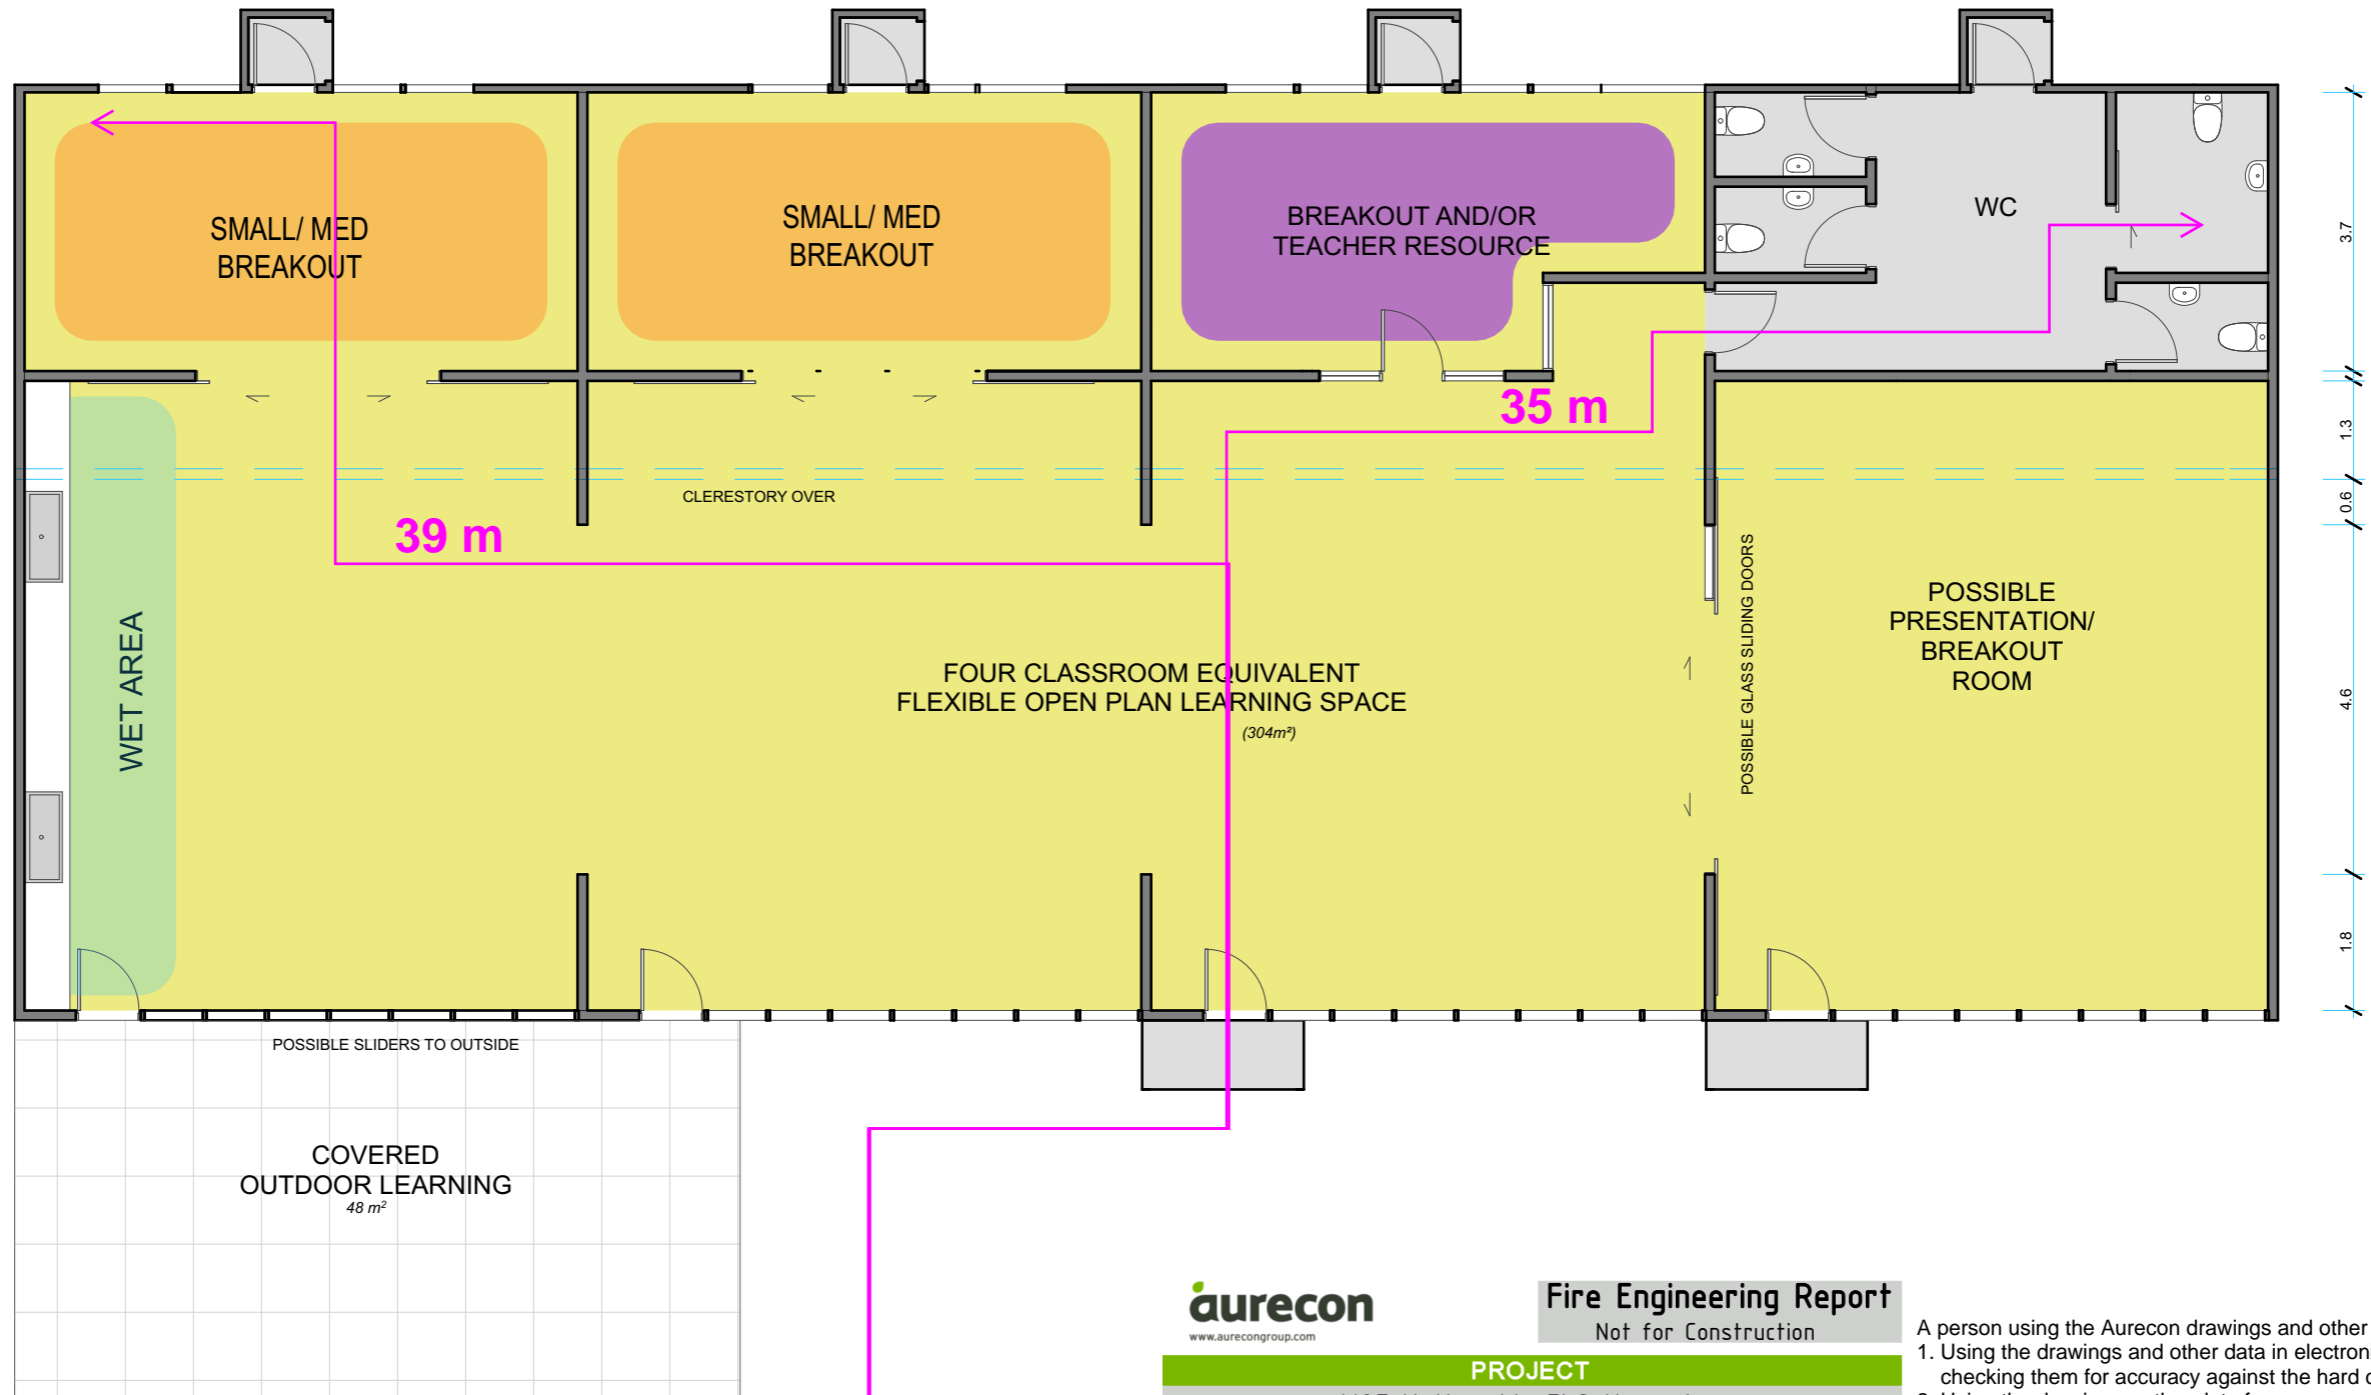 SMALL/ MED
BREAKOUT
SMALL/ MED
BREAKOUT
BREAKOUT AND/OR
TEACHER RESOURCE
WC
3.7
1.3
0.6
4.6
1.8
35 m
CLERESTORY OVER
39 m
WET AREA
FOUR CLASSROOM EQUIVALENT
FLEXIBLE OPEN PLAN LEARNING SPACE
(304m²)
POSSIBLE GLASS SLIDING DOORS
POSSIBLE
PRESENTATION/
BREAKOUT
ROOM
POSSIBLE SLIDERS TO OUTSIDE
COVERED
OUTDOOR LEARNING
48 m²
aurecon
www.aurecongroup.com
Fire Engineering Report
Not for Construction
PROJECT
A person using the Aurecon drawings and other
1. Using the drawings and other data in electroni
checking them for accuracy against the hard c